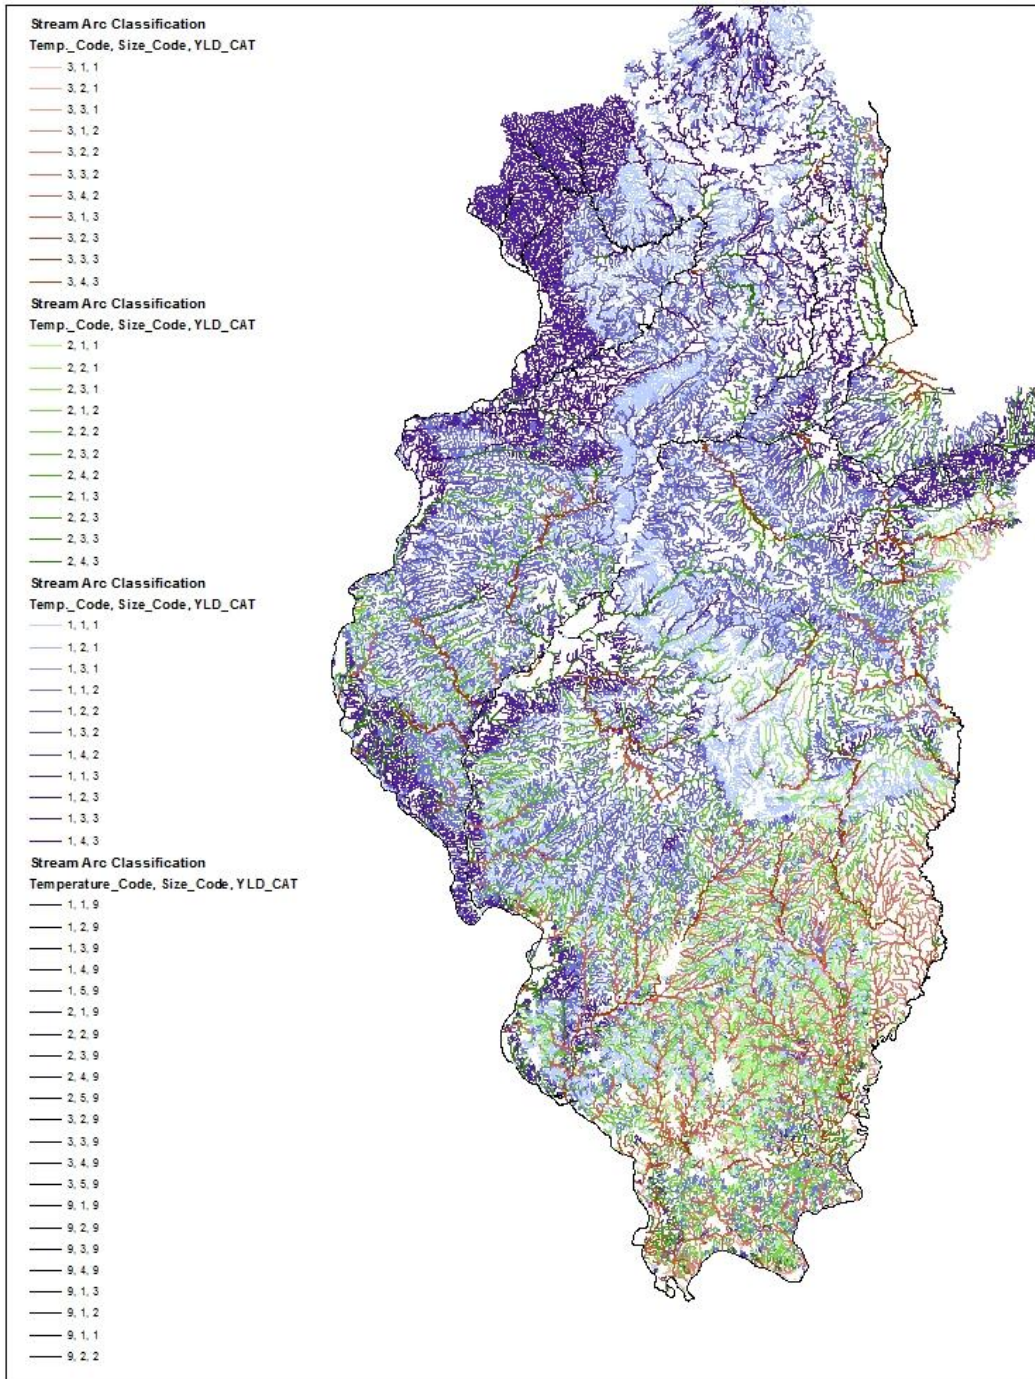 Stream Arc Classification
Temp._Code, Size_Code, YLD_CAT
3, 1, 1
3, 2, 1
3, 3, 1
3, 1, 2
3, 2, 2
3, 3, 2
3, 4, 2
3, 1, 3
3, 2, 3
3, 3, 3
3, 4, 3
Stream Arc Classification
Temp._Code, Size_Code, YLD_CAT
2, 1, 1
2, 2, 1
2, 3, 1
2, 1, 2
2, 2, 2
2, 3, 2
2, 4, 2
2, 1, 3
2, 2, 3
2, 3, 3
2, 4, 3
Stream Arc Classification
Temp._Code, Size_Code, YLD_CAT
1, 1, 1
1, 2, 1
1, 3, 1
1, 1, 2
1, 2, 2
1, 3, 2
1, 4, 2
1, 1, 3
1, 2, 3
1, 3, 3
1, 4, 3
Stream Arc Classification
Temperature_Code, Size_Code, YLD_CAT
1, 1, 9
1, 2, 9
1, 3, 9
1, 4, 9
1, 5, 9
2, 1, 9
2, 2, 9
2, 3, 9
2, 4, 9
2, 5, 9
3, 2, 9
3, 3, 9
3, 4, 9
3, 5, 9
9, 1, 9
9, 2, 9
9, 3, 9
9, 4, 9
9, 1, 3
9, 1, 2
9, 1, 1
9, 2, 2